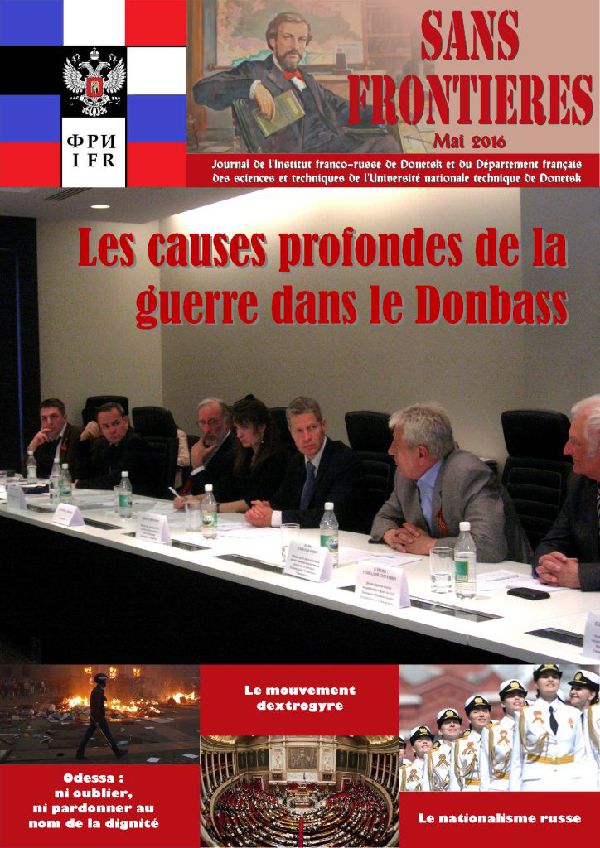 SANS
FRONTIERES
Mai 2016
ФРИ
IFR
Journal de l'Institut franco-russe de Donetsk et du Département français
des sciences et techniques de l'Université nationale technique de Donetsk
Les causes profondes de la
guerre dans le Donbass
Odessa :
ni oublier,
ni pardonner au
nom de la dignité
Le mouvement
dextrogyre
Le nationalisme russe